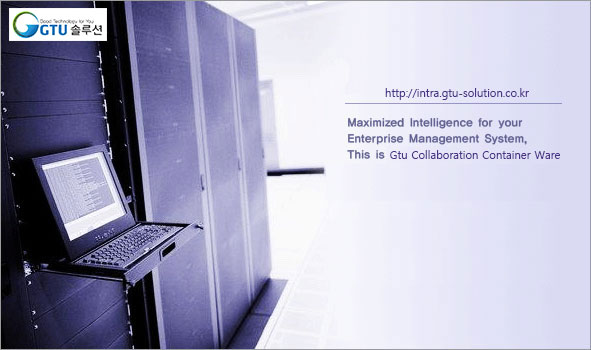 Good Technology for You
GTU 솔루션
http://intra.gtu-solution.co.kr
Maximized Intelligence for your
Enterprise Management System,
This is Gtu Collaboration Container Ware